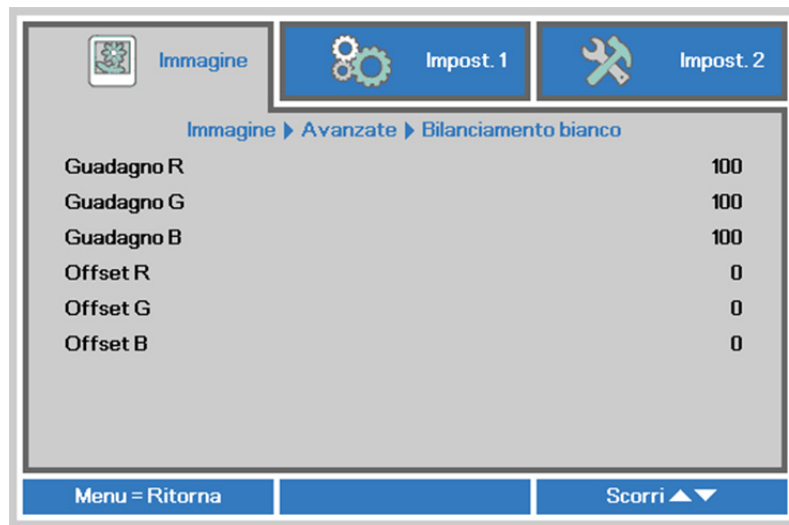 Immagine
Impost. 1
Impost. 2
Immagine ▶ Avanzate ▶ Bilanciamento bianco
Guadagno R 100
Guadagno G 100
Guadagno B 100
Offset R 0
Offset G 0
Offset B 0
Menu = Ritorna
Scorri ▲▼